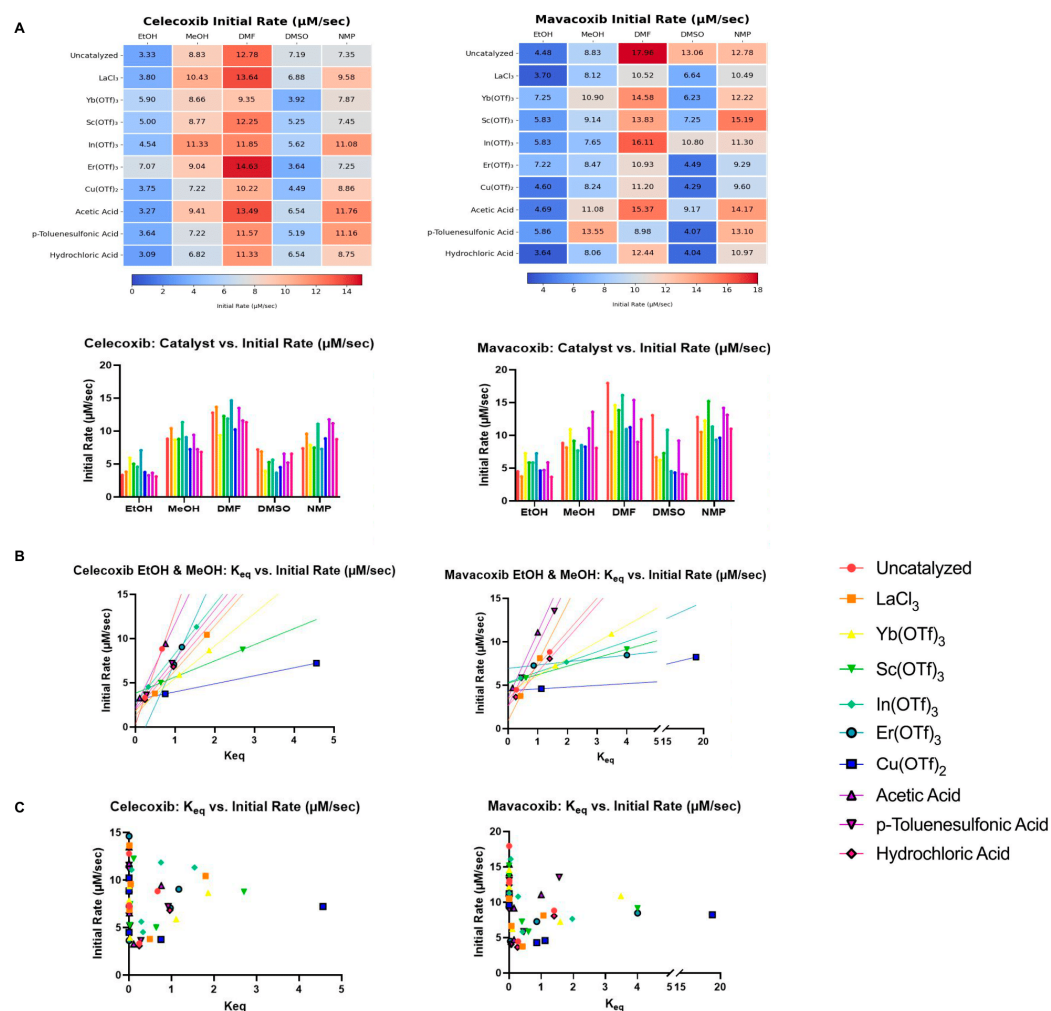 A
Celecoxib Initial Rate (µM/sec)
EtOH MeOH DMF DMSO NMP
Uncatalyzed 3.33 8.83 12.78 7.19 7.35
LaCl₃ 3.80 10.43 13.64 6.88 9.58
Yb(OTf)₃ 5.90 8.66 9.35 3.92 7.87
Sc(OTf)₃ 5.00 8.77 12.25 5.25 7.45
In(OTf)₃ 4.54 11.33 11.85 5.62 11.08
Er(OTf)₃ 7.07 9.04 14.63 3.64 7.25
Cu(OTf)₂ 3.75 7.22 10.22 4.49 8.86
Acetic Acid 3.27 9.41 13.49 6.54 11.76
p-Toluenesulfonic Acid 3.64 7.22 11.57 5.19 11.16
Hydrochloric Acid 3.09 6.82 11.33 6.54 8.75
0 2 4 6 8 10 12 14
Initial Rate (µM/sec)
Mavacoxib Initial Rate (µM/sec)
EtOH MeOH DMF DMSO NMP
Uncatalyzed 4.48 8.83 17.96 13.06 12.78
LaCl₃ 3.70 8.12 10.52 6.64 10.49
Yb(OTf)₃ 7.25 10.90 14.58 6.23 12.22
Sc(OTf)₃ 5.83 9.14 13.83 7.25 15.19
In(OTf)₃ 5.83 7.65 16.11 10.80 11.30
Er(OTf)₃ 7.22 8.47 10.93 4.49 9.29
Cu(OTf)₂ 4.60 8.24 11.20 4.29 9.60
Acetic Acid 4.69 11.08 15.37 9.17 14.17
p-Toluenesulfonic Acid 5.86 13.55 8.98 4.07 13.10
Hydrochloric Acid 3.64 8.06 12.44 4.04 10.97
4 6 8 10 12 14 16 18
Initial Rate (µM/sec)
Celecoxib: Catalyst vs. Initial Rate (µM/sec)
Initial Rate (µM/sec)
20
15
10
5
0
EtOH MeOH DMF DMSO NMP
Mavacoxib: Catalyst vs. Initial Rate (µM/sec)
Initial Rate (µM/sec)
20
15
10
5
0
EtOH MeOH DMF DMSO NMP
B
Celecoxib EtOH & MeOH: Keq vs. Initial Rate (µM/sec)
Initial Rate (µM/sec)
15
10
5
0
0 1 2 3 4 5
Keq
Mavacoxib EtOH & MeOH: Keq vs. Initial Rate (µM/sec)
Initial Rate (µM/sec)
15
10
5
0
0 1 2 3 4 5 15 20
Keq
C
Celecoxib: Keq vs. Initial Rate (µM/sec)
Initial Rate (µM/sec)
15
10
5
0
0 1 2 3 4 5
Keq
Mavacoxib: Keq vs. Initial Rate (µM/sec)
Initial Rate (µM/sec)
20
15
10
5
0
0 1 2 3 4 5 15 20
Keq
Uncatalyzed
LaCl₃
Yb(OTf)₃
Sc(OTf)₃
In(OTf)₃
Er(OTf)₃
Cu(OTf)₂
Acetic Acid
p-Toluenesulfonic Acid
Hydrochloric Acid